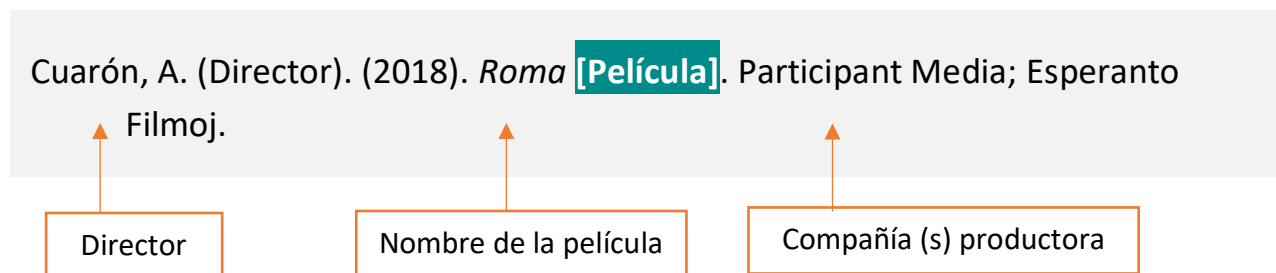 Cuarón, A. (Director). (2018). Roma [Película]. Participant Media; Esperanto
Filmoj.
Director
Nombre de la película
Compañía (s) productora